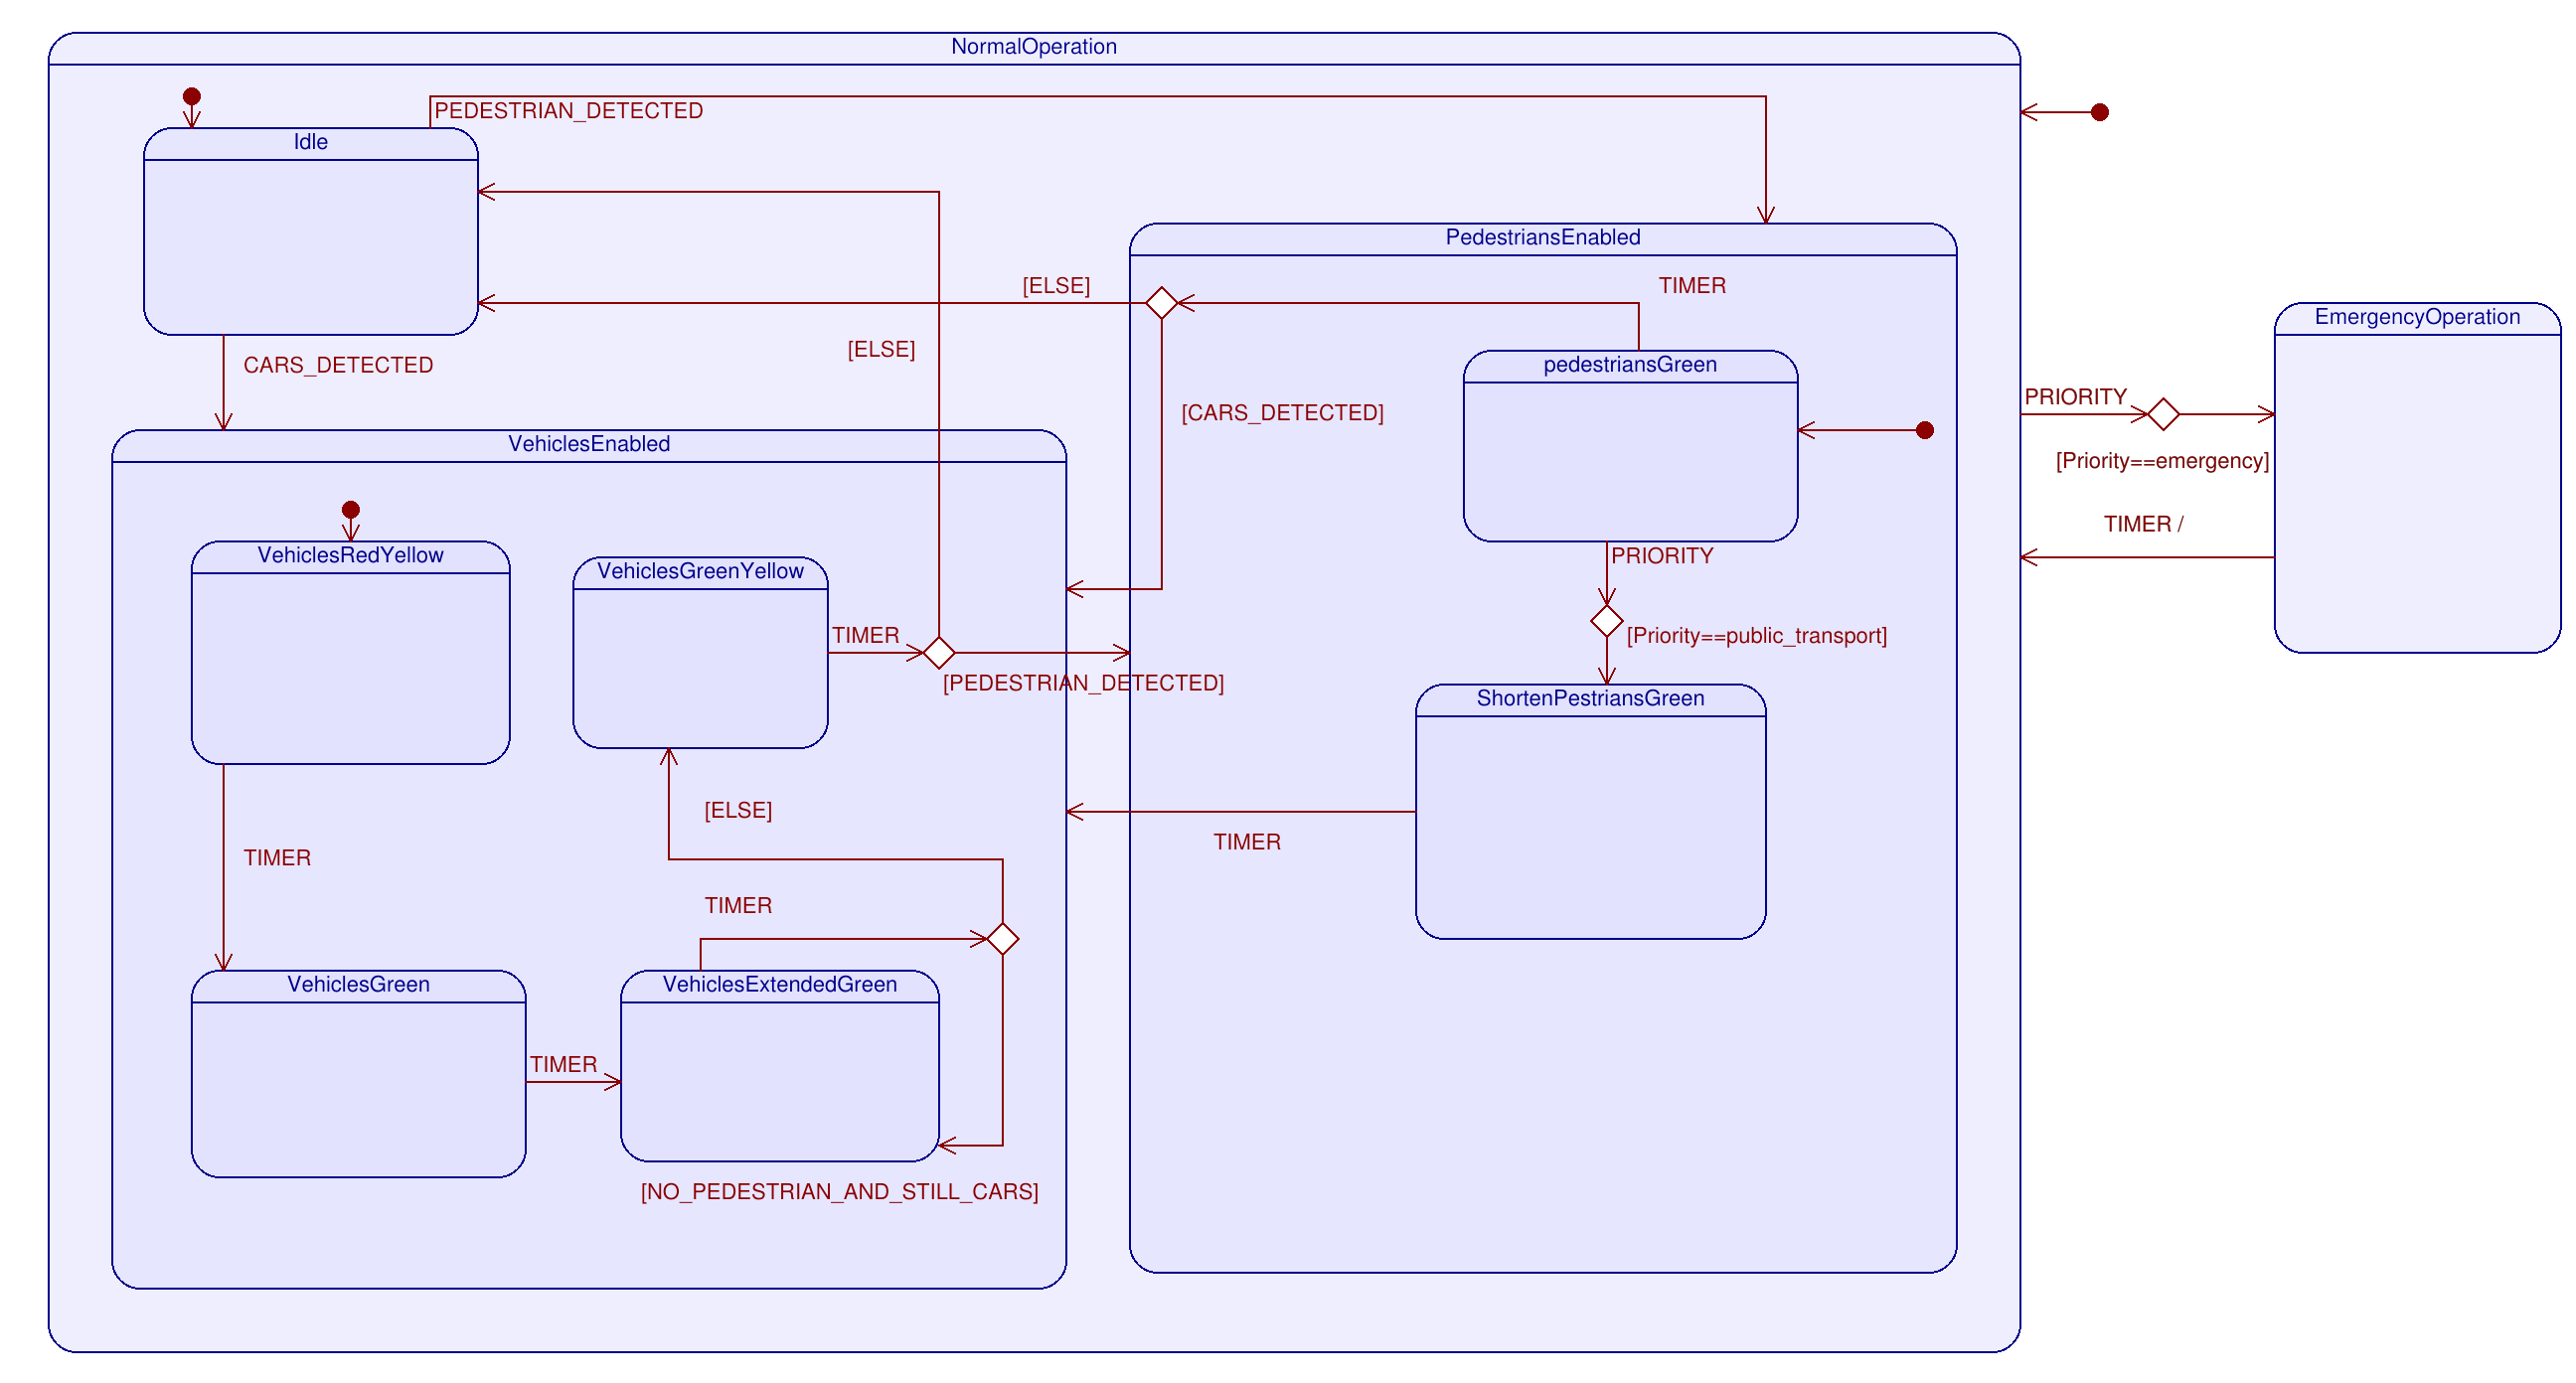 NormalOperation
PEDESTRIAN_DETECTED
Idle
PedestriansEnabled
[ELSE]
TIMER
EmergencyOperation
[ELSE]
CARS_DETECTED
pedestriansGreen
PRIORITY
[CARS_DETECTED]
VehiclesEnabled
[Priority==emergency]
TIMER /
VehiclesRedYellow
VehiclesGreenYellow
PRIORITY
TIMER
[Priority==public_transport]
[PEDESTRIAN_DETECTED]
ShortenPestriansGreen
[ELSE]
TIMER
TIMER
TIMER
VehiclesGreen
VehiclesExtendedGreen
TIMER
[NO_PEDESTRIAN_AND_STILL_CARS]